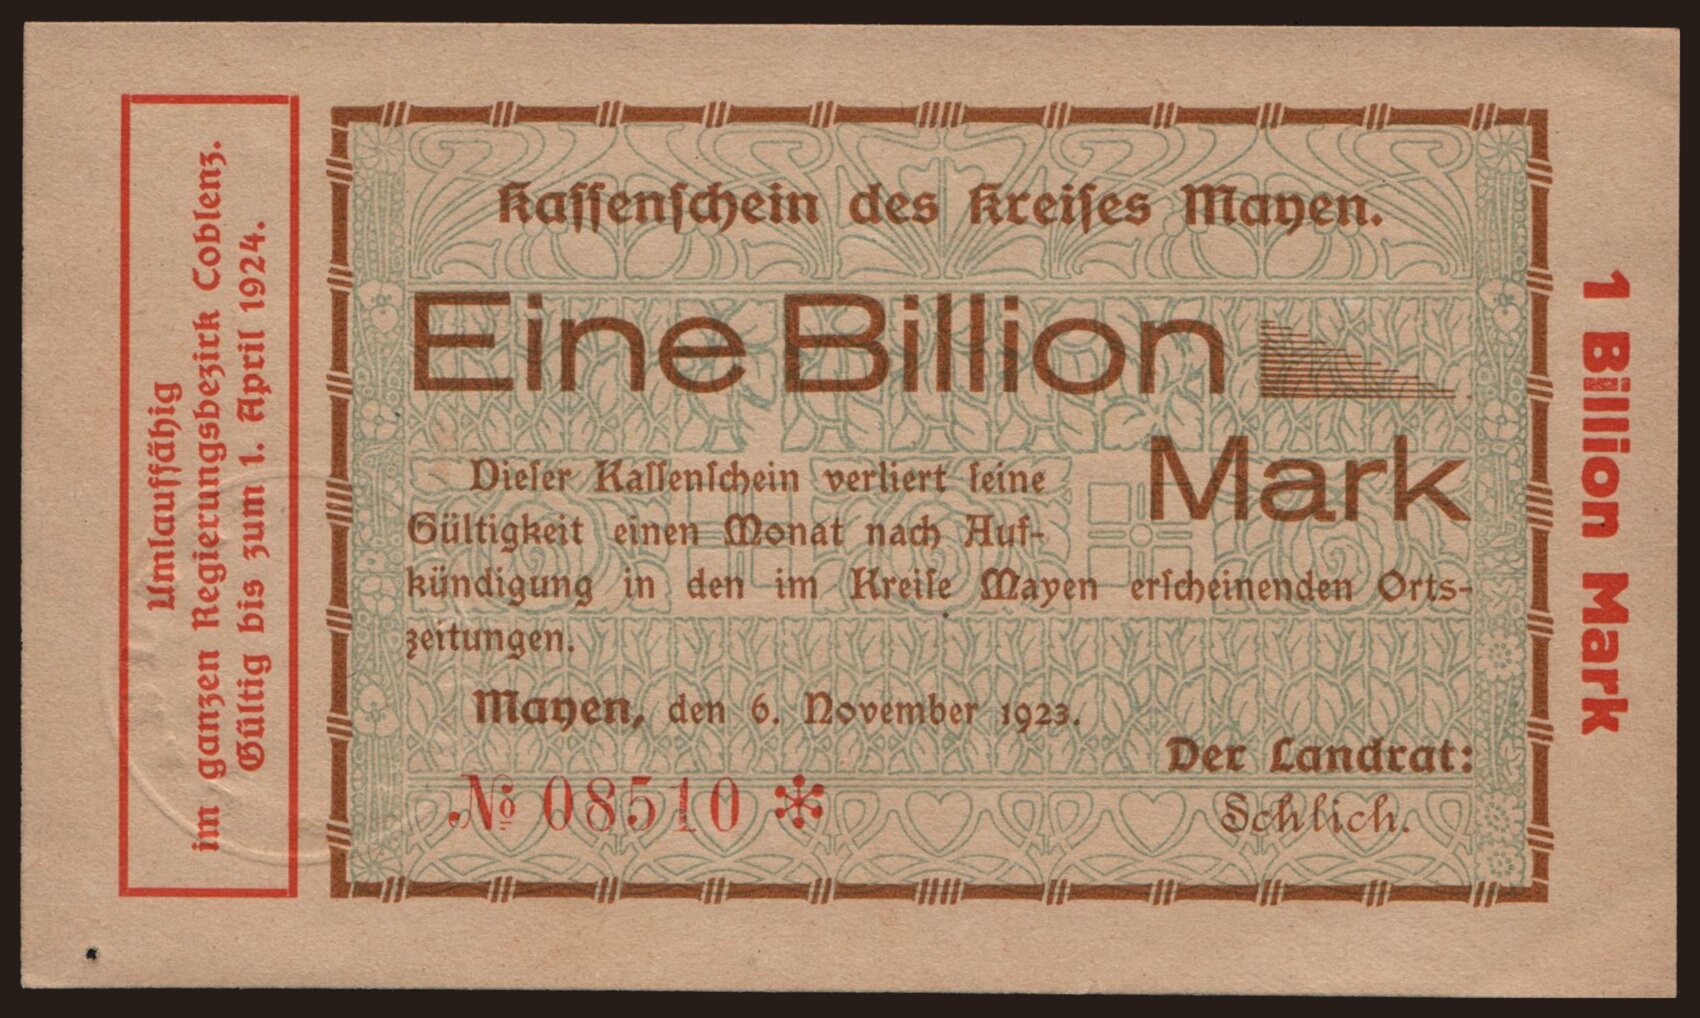 Umlauffähig
im ganzen Regierungsbezirk Coblenz.
Gültig bis zum 1. April 1924.
Kassenschein des Kreises Mayen.
Eine Billion
Mark
Dieser Kassenschein verliert seine
Gültigkeit einen Monat nach Auf-
kündigung in den im Kreise Mayen erscheinenden Orts-
zeitungen.
Mayen, den 6. November 1923.
Der Landrat:
№ 08510 *
Schlich.
1 Billion Mark